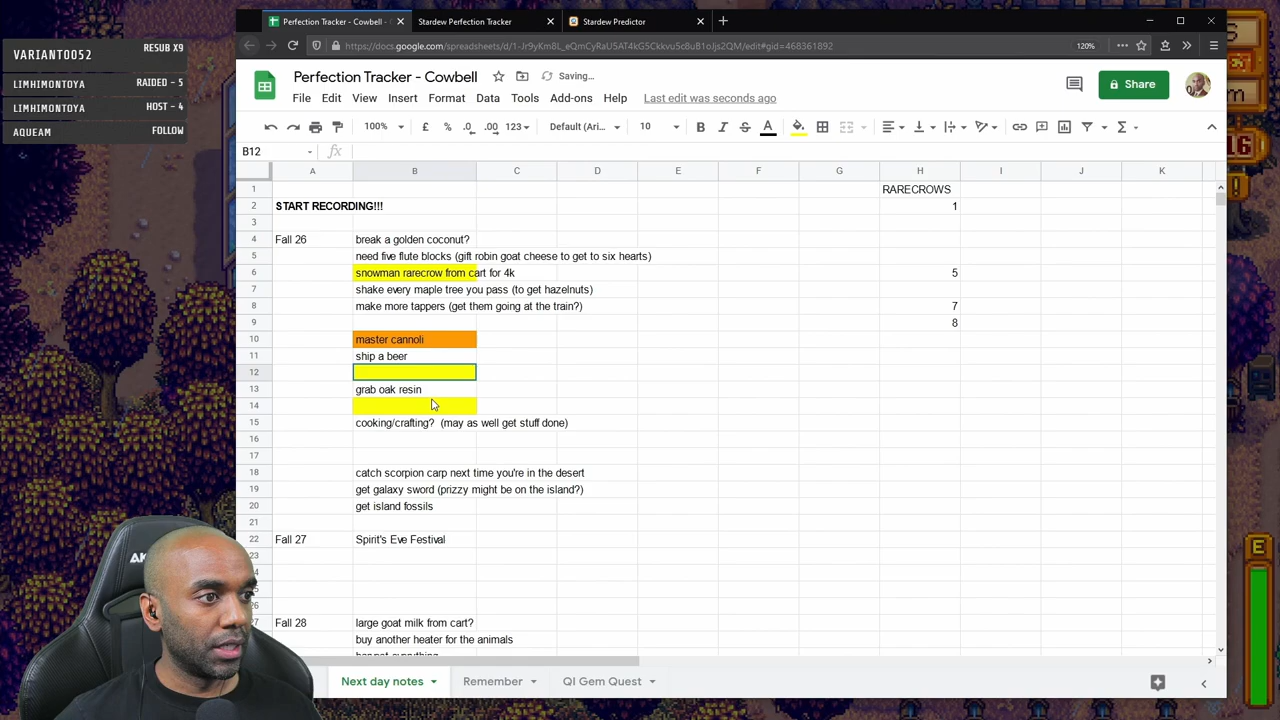 VARIANT0052 RESUB X9
LIMHIMONTOYA RAIDED - 5
LIMHIMONTOYA HOST - 4
AQUEAM FOLLOW
Perfection Tracker - Cowbell - Stardew Perfection Tracker Stardew Predictor
120%
Perfection Tracker - Cowbell Saving...
Share
File Edit View Insert Format Data Tools Add-ons Help Last edit was seconds ago
100% £ % .0 .00 123 Default (Ari... 10 B I S A
B12 fx
A B C D E F G H I J K
1 RARECROWS
2 START RECORDING!!! 1
3
4 Fall 26 break a golden coconut?
5 need five flute blocks (gift robin goat cheese to get to six hearts)
6 snowman rarecrow from cart for 4k 5
7 shake every maple tree you pass (to get hazelnuts)
8 make more tappers (get them going at the train?) 7
9 8
10 master cannoli
11 ship a beer
12
13 grab oak resin
14
15 cooking/crafting? (may as well get stuff done)
16
17
18 catch scorpion carp next time you're in the desert
19 get galaxy sword (prizzy might be on the island?)
20 get island fossils
21
22 Fall 27 Spirit's Eve Festival
23
Fall 28 large goat milk from cart?
buy another heater for the animals
Next day notes Remember QI Gem Quest
16
E